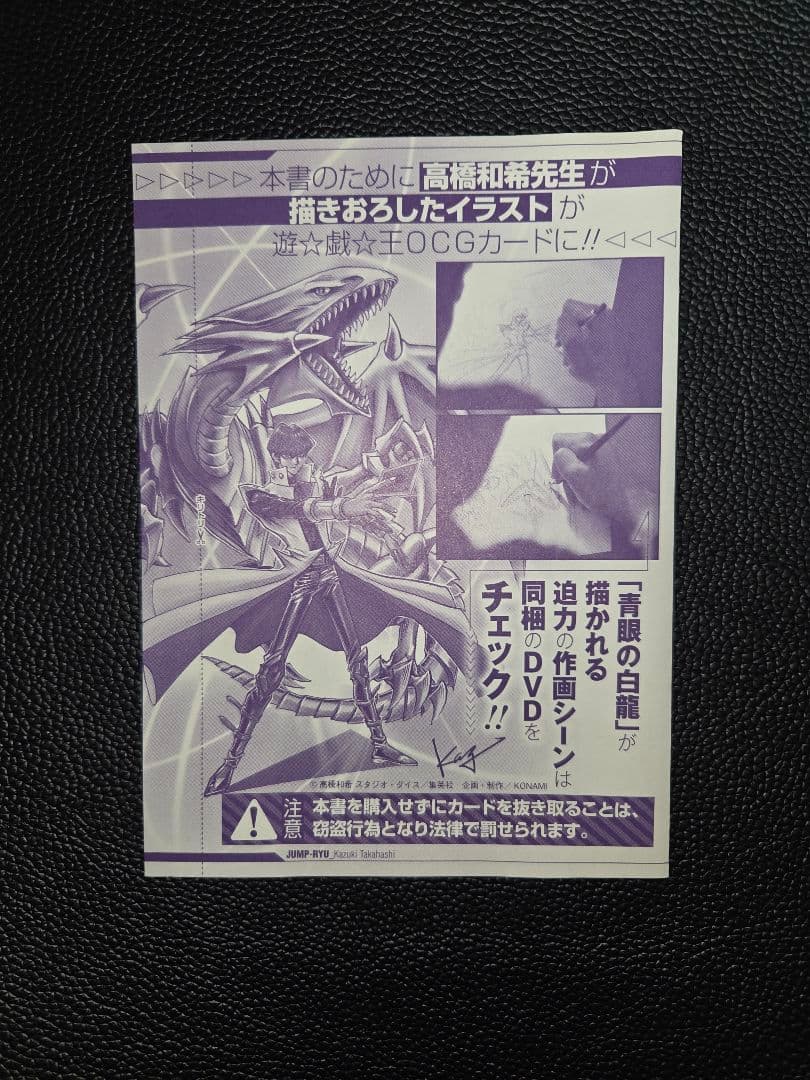 ▷▷▷▷▷本書のために高橋和希先生が
描きおろしたイラストが
遊☆戯☆王OCGカードに!!◁◁◁
キリトリ
「青眼の白龍」が
描かれる
迫力の作画シーンは
同梱のDVDを
チェック!!
Kaz
©高橋和希 スタジオ・ダイス/集英社 企画・制作/KONAMI
注意
本書を購入せずにカードを抜き取ることは、
窃盗行為となり法律で罰せられます。
JUMP-RYU_Kazuki Takahashi